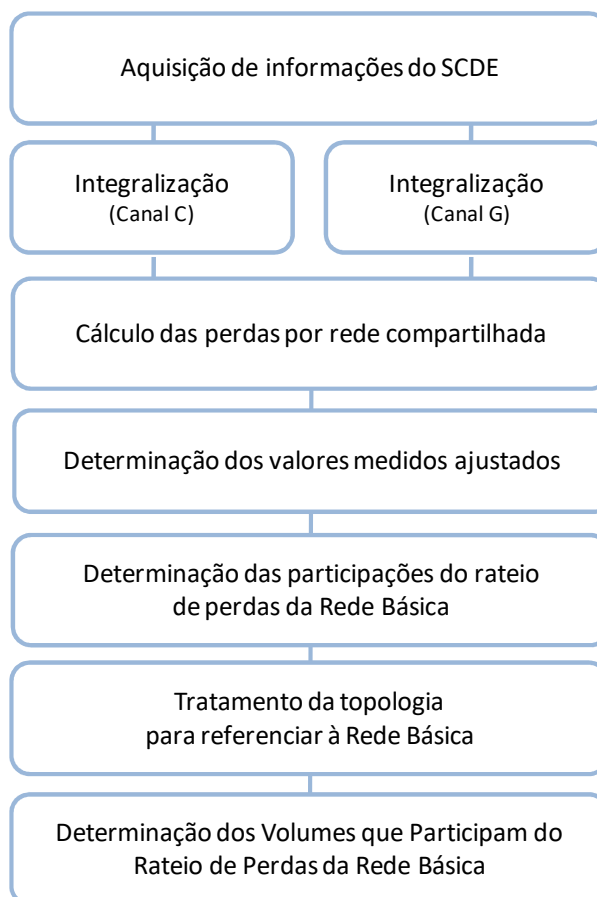 Aquisição de informações do SCDE
Integralização
(Canal C)
Integralização
(Canal G)
Cálculo das perdas por rede compartilhada
Determinação dos valores medidos ajustados
Determinação das participações do rateio
de perdas da Rede Básica
Tratamento da topologia
para referenciar à Rede Básica
Determinação dos Volumes que Participam do
Rateio de Perdas da Rede Básica